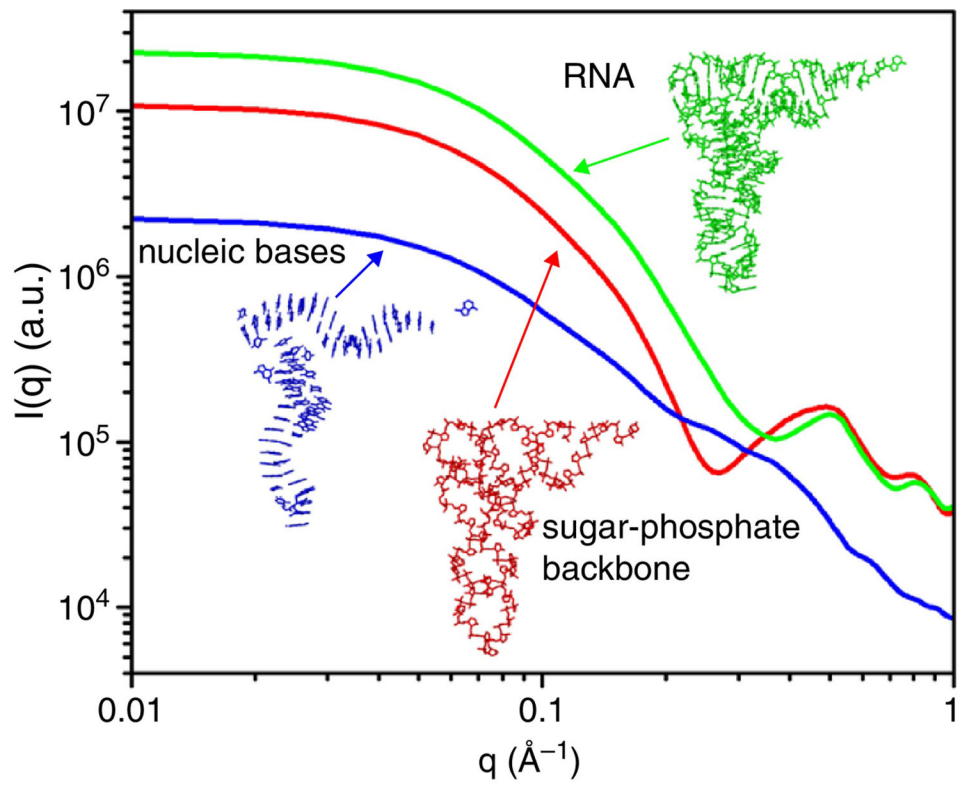 RNA
10⁷
nucleic bases
10⁶
I(q) (a.u.)
10⁵
sugar-phosphate
backbone
10⁴
0.01
0.1
1
q (Å⁻¹)